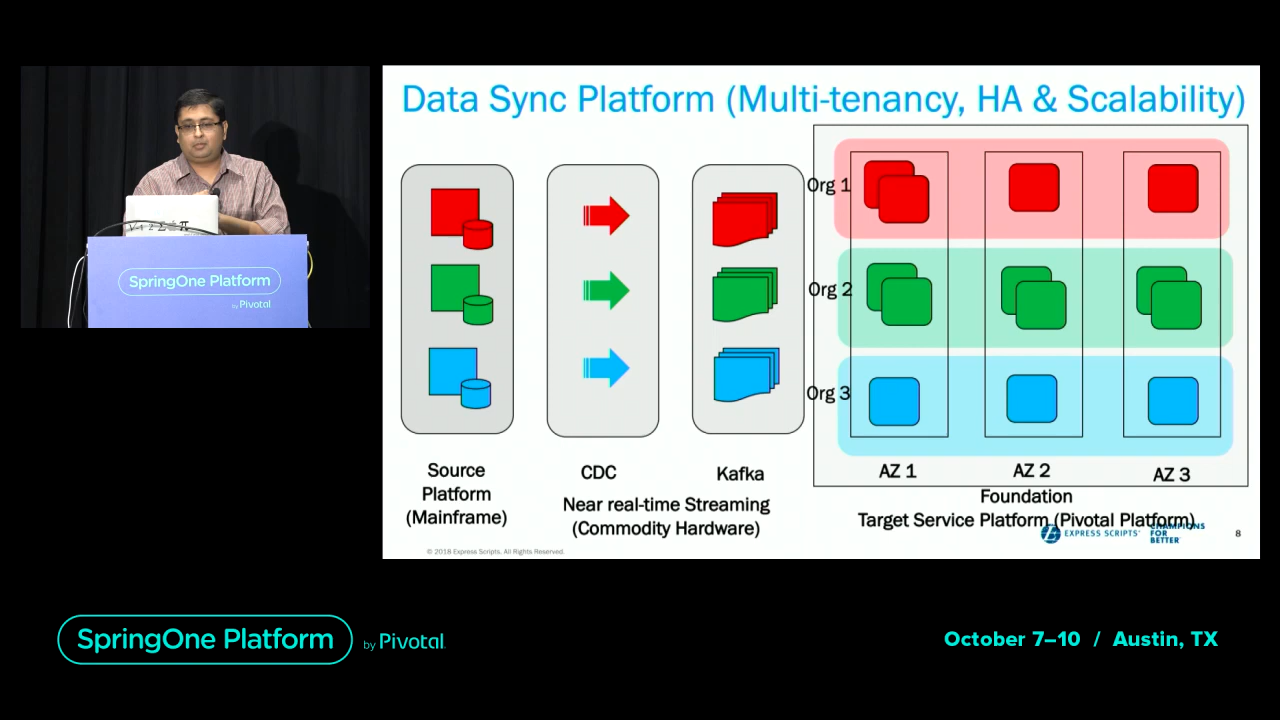 Data Sync Platform (Multi-tenancy, HA & Scalability)
Org 1
Org 2
Org 3
AZ 1
AZ 2
AZ 3
Source
Platform
(Mainframe)
CDC
Kafka
Near real-time Streaming
(Commodity Hardware)
Foundation
Target Service Platform (Pivotal Platform)
EXPRESS SCRIPTS®
CHAMPIONS
FOR
BETTER
8
© 2018 Express Scripts. All Rights Reserved.
SpringOne Platform
by Pivotal
SpringOne Platform
by Pivotal
October 7–10 / Austin, TX